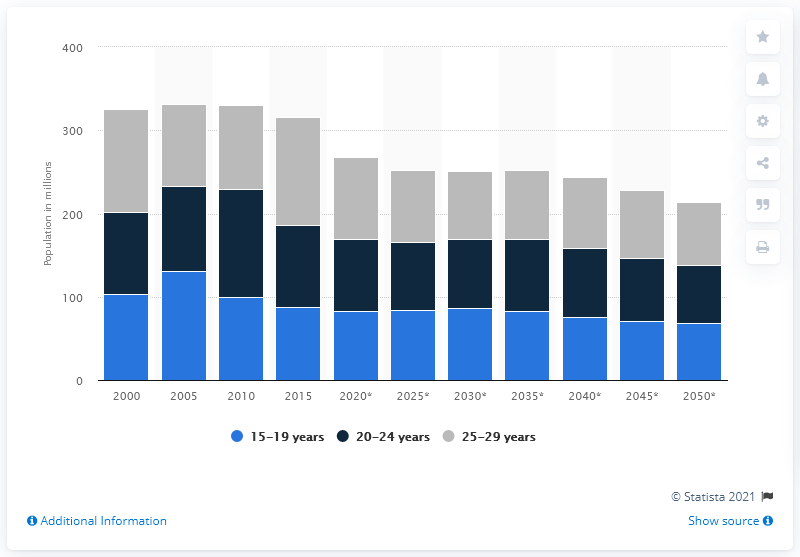 400
300
200
100
0
Population in millions
2000 2005 2010 2015 2020* 2025* 2030* 2035* 2040* 2045* 2050*
15-19 years 20-24 years 25-29 years
© Statista 2021
Additional Information Show source